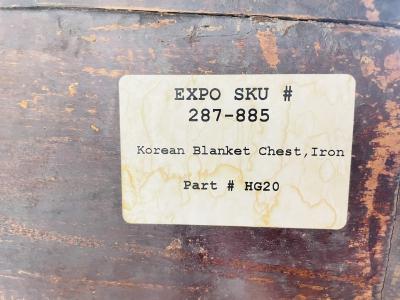 EXPO SKU #
287-885
Korean Blanket Chest,Iron
Part # HG20